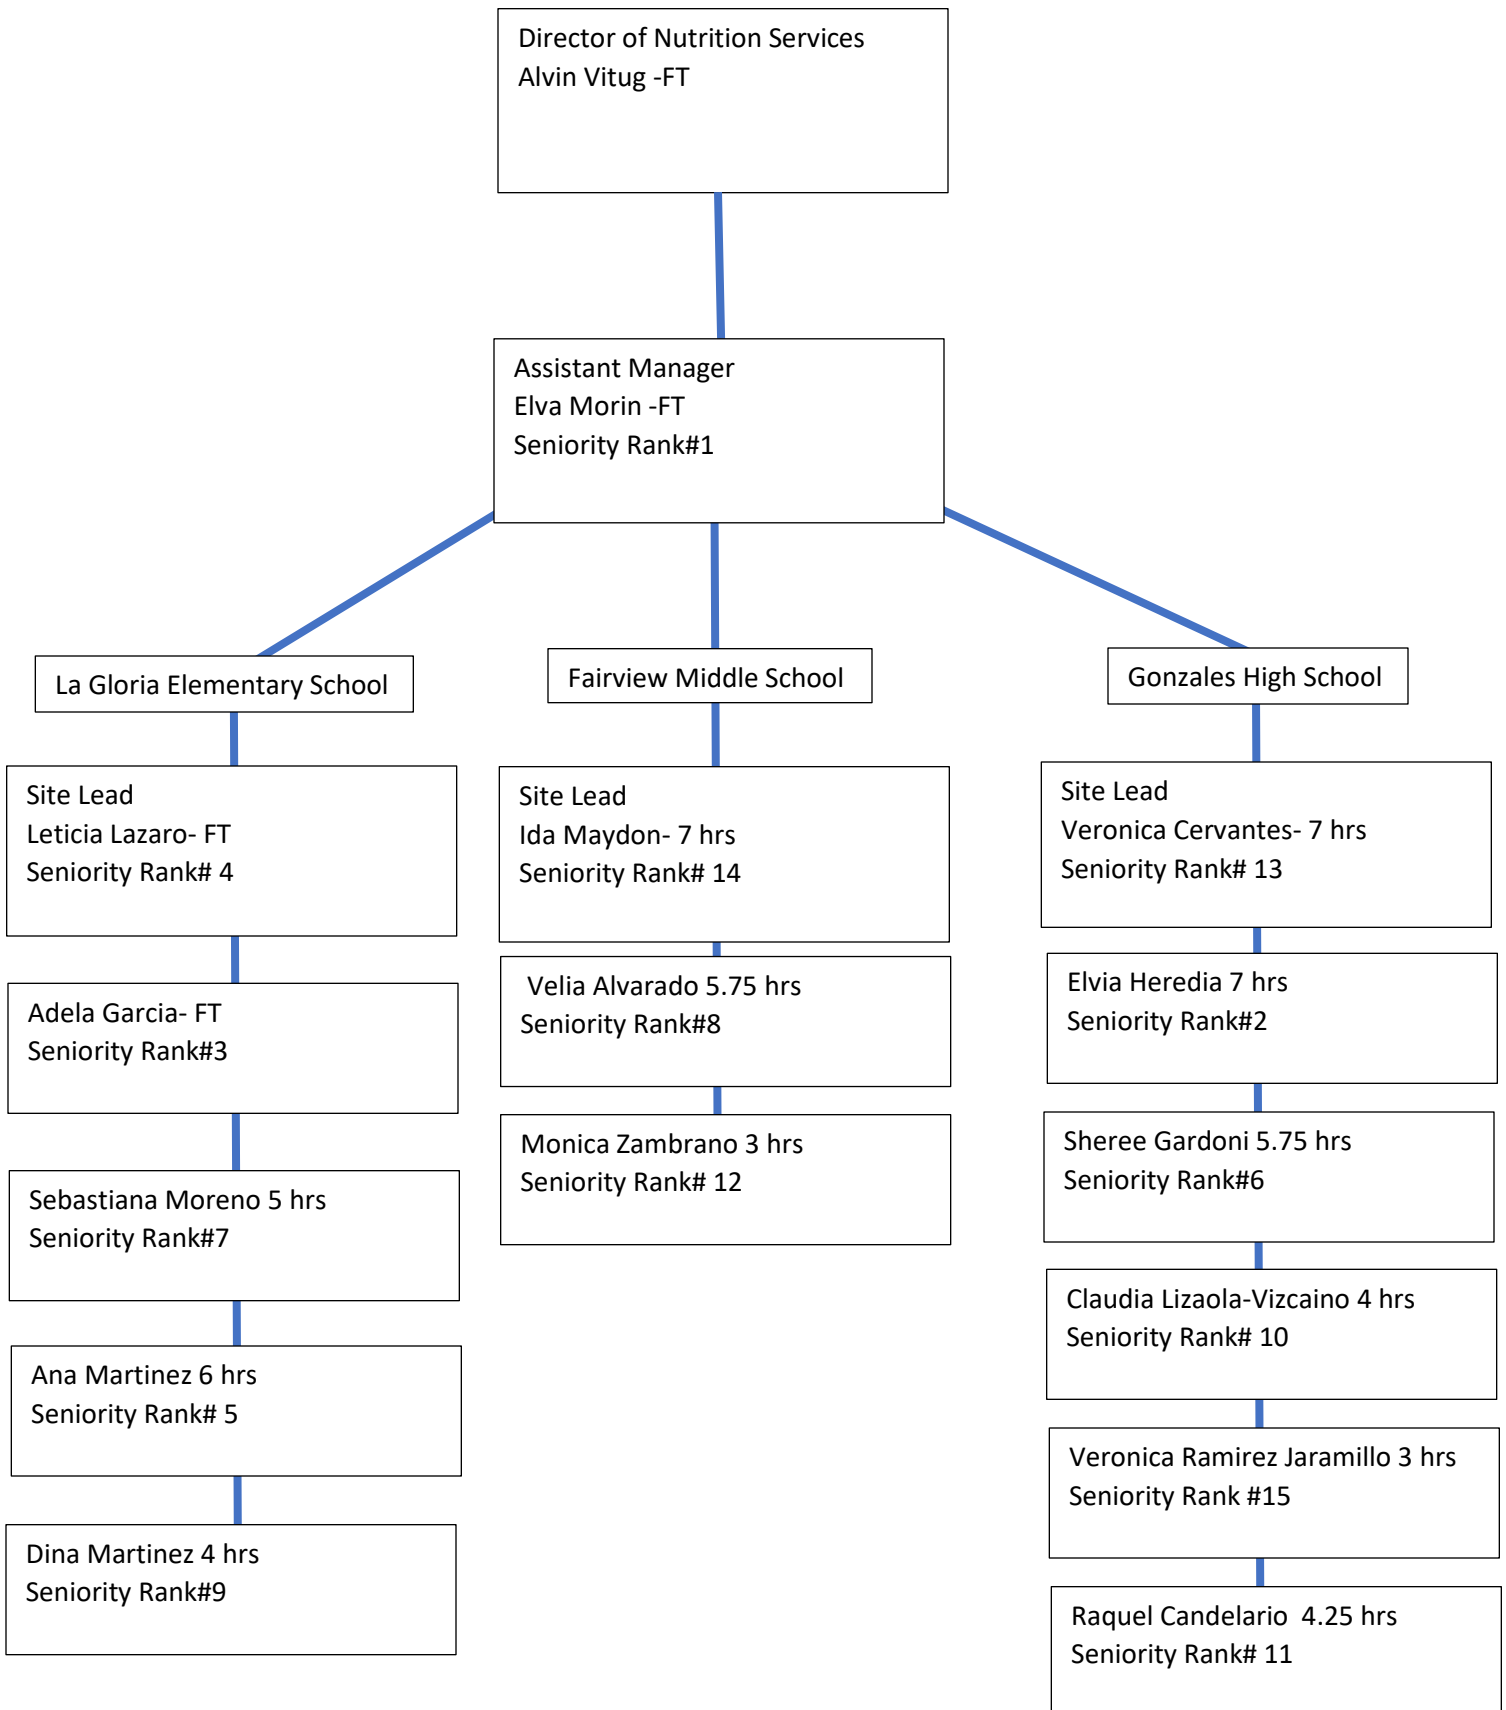 Director of Nutrition Services
Alvin Vitug -FT
Assistant Manager
Elva Morin -FT
Seniority Rank#1
La Gloria Elementary School
Fairview Middle School
Gonzales High School
Site Lead
Leticia Lazaro- FT
Seniority Rank# 4
Adela Garcia- FT
Seniority Rank#3
Sebastiana Moreno 5 hrs
Seniority Rank#7
Ana Martinez 6 hrs
Seniority Rank# 5
Dina Martinez 4 hrs
Seniority Rank#9
Site Lead
Ida Maydon- 7 hrs
Seniority Rank# 14
Velia Alvarado 5.75 hrs
Seniority Rank#8
Monica Zambrano 3 hrs
Seniority Rank# 12
Site Lead
Veronica Cervantes- 7 hrs
Seniority Rank# 13
Elvia Heredia 7 hrs
Seniority Rank#2
Sheree Gardoni 5.75 hrs
Seniority Rank#6
Claudia Lizaola-Vizcaino 4 hrs
Seniority Rank# 10
Veronica Ramirez Jaramillo 3 hrs
Seniority Rank #15
Raquel Candelario  4.25 hrs
Seniority Rank# 11